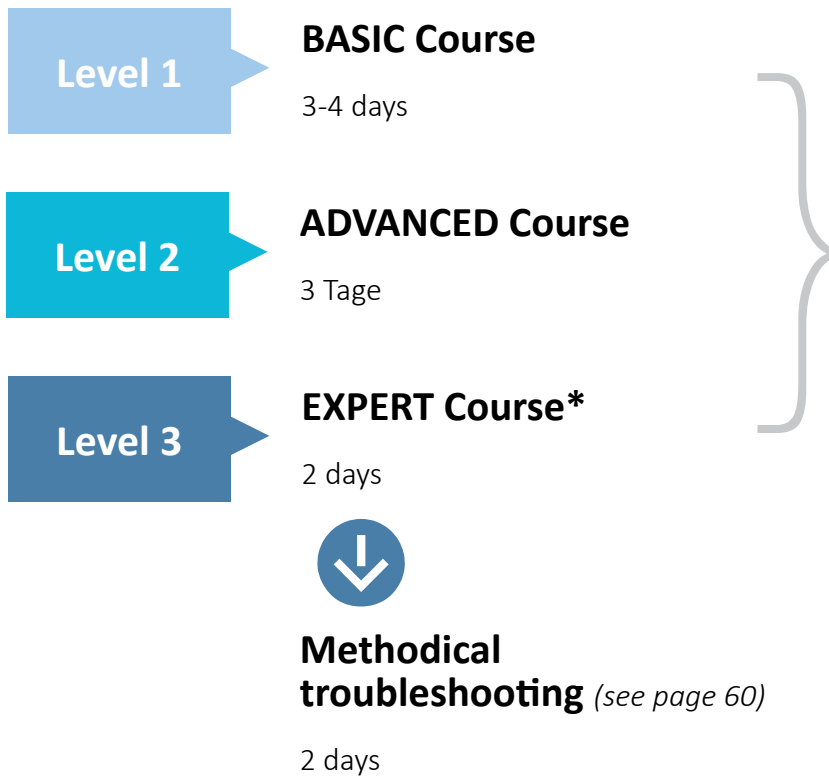 Level 1
BASIC Course
3-4 days
Level 2
ADVANCED Course
3 Tage
Level 3
EXPERT Course*
2 days
Methodical
troubleshooting (see page 60)
2 days